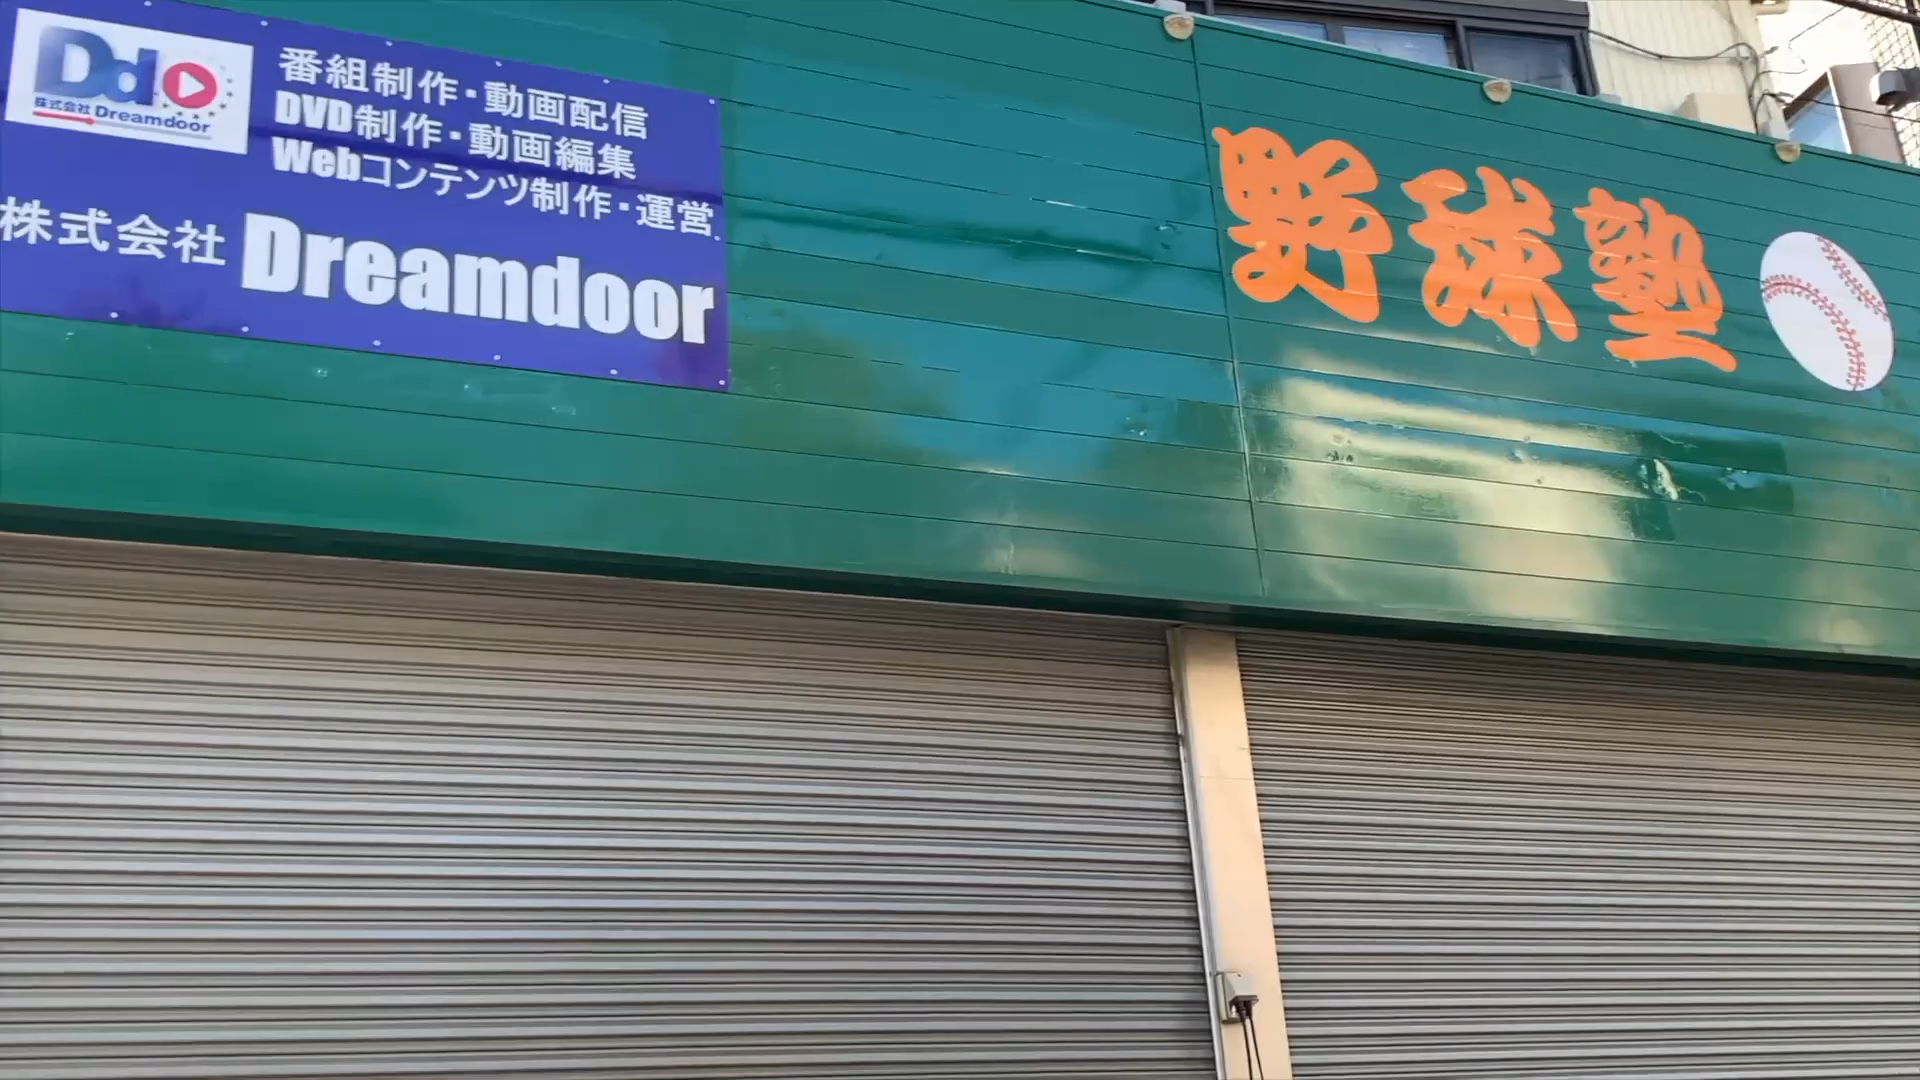 Dd
株式会社 Dreamdoor
番組制作・動画配信
DVD制作・動画編集
Webコンテンツ制作・運営
株式会社 Dreamdoor
野球塾